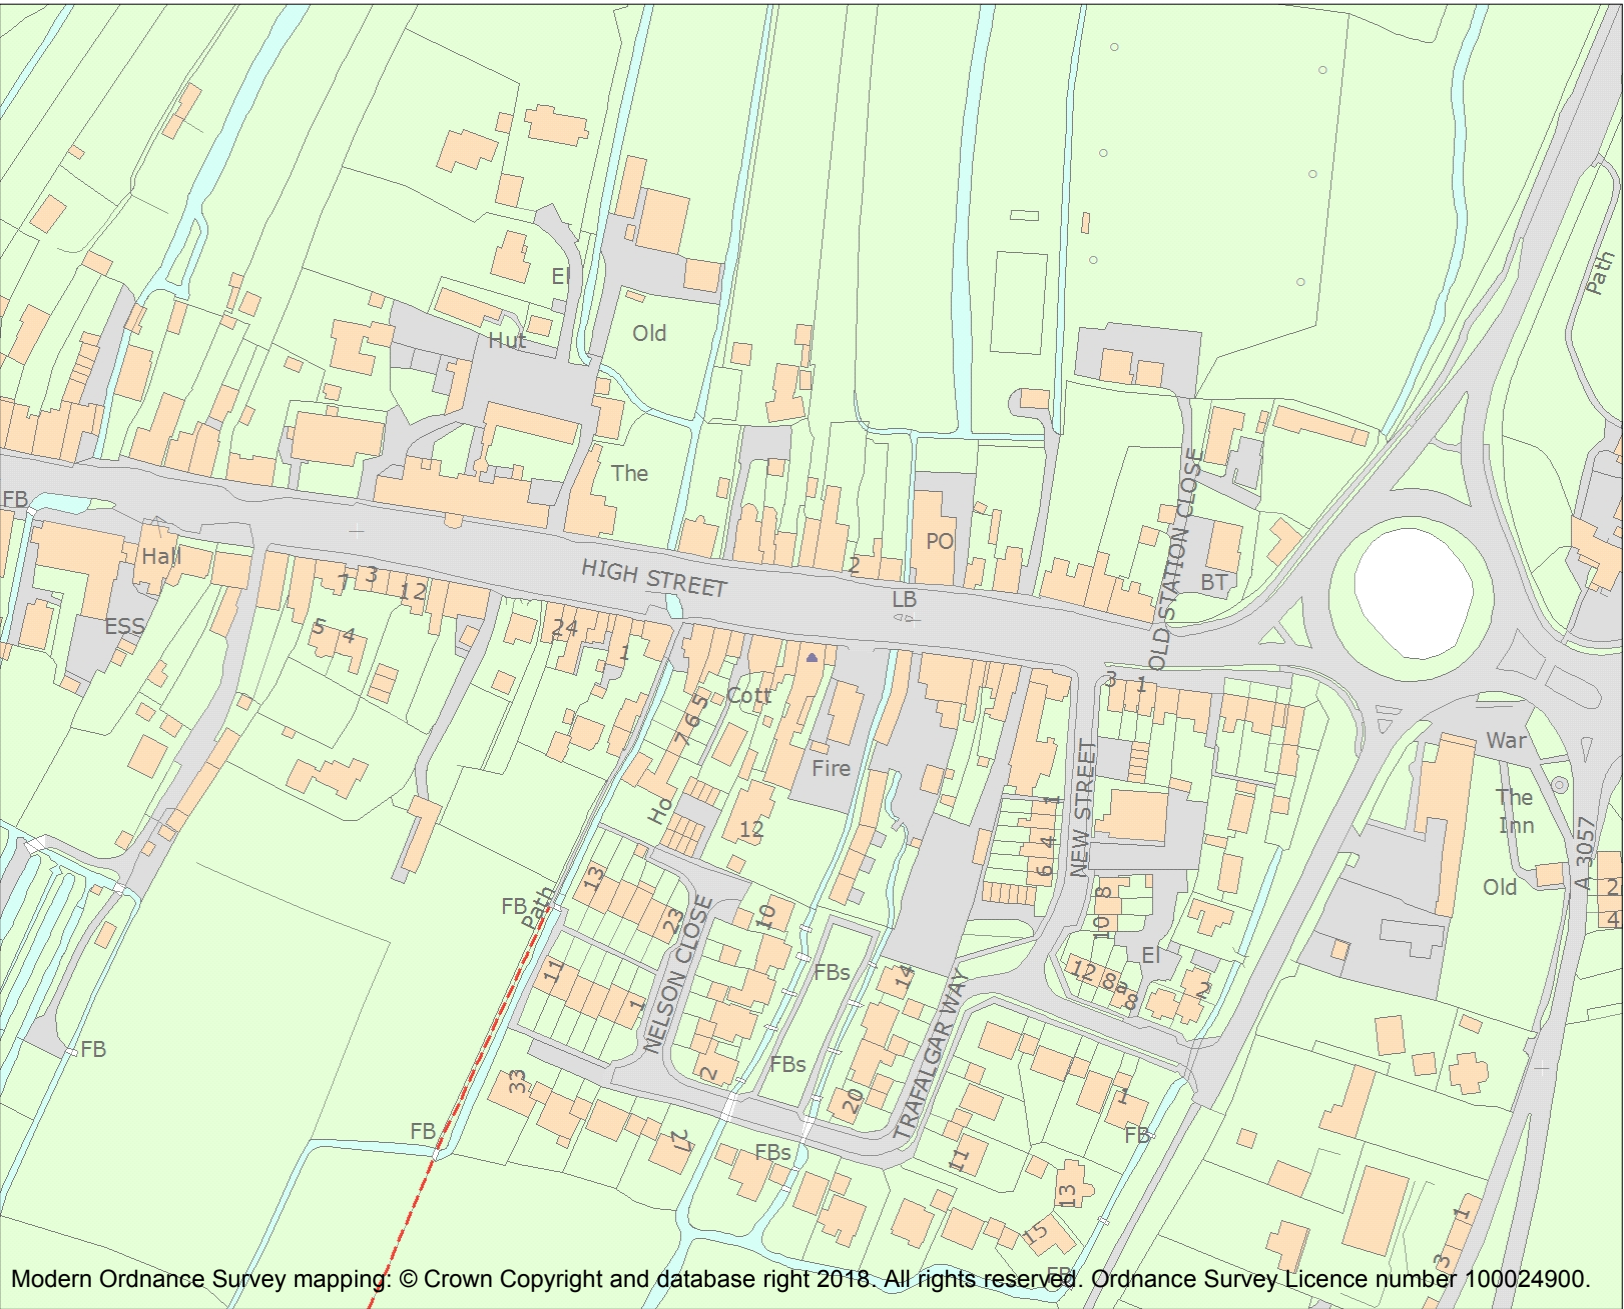 Path
El
Hut
Old
The
FB
PO
HIGH STREET
2
LB
OLD STATION CLOSE
BT
Hall
7
3
12
ESS
5
4
24
1
3
1
Cott
5
6
7
War
Fire
The
Inn
Ho
12
1
4
6
NEW STREET
A 3057
Old
2
4
13
8
10
FB
Path
23
10
NELSON CLOSE
11
1
FBs
14
El
12
8a
8
2
TRAFALGAR WAY
FB
33
2
FBs
20
1
FB
FB
27
FBs
11
13
15
1
3
FB
Modern Ordnance Survey mapping: © Crown Copyright and database right 2018. All rights reserved. Ordnance Survey Licence number 100024900.